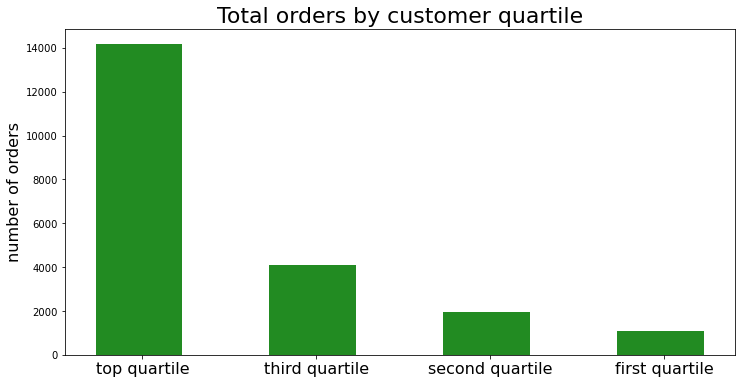 Total orders by customer quartile
number of orders
14000
12000
10000
8000
6000
4000
2000
0
top quartile third quartile second quartile first quartile